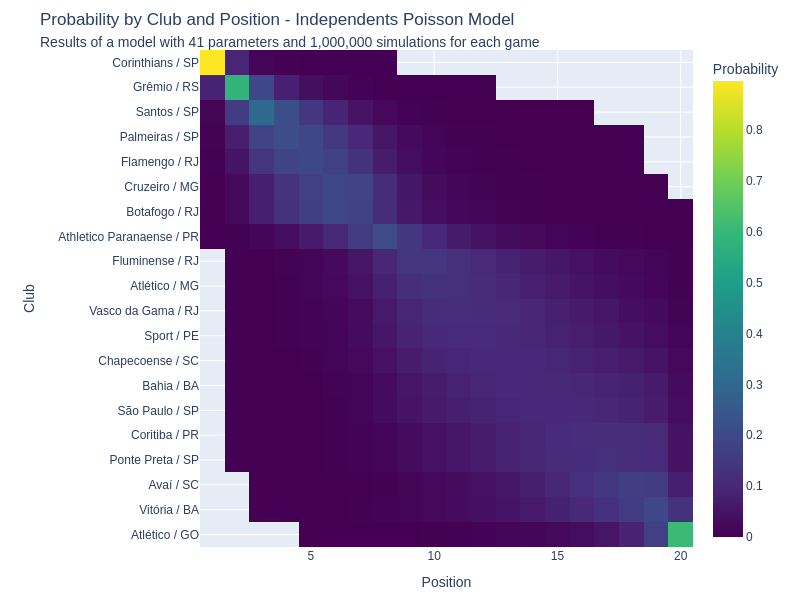 Probability by Club and Position - Independents Poisson Model
Results of a model with 41 parameters and 1,000,000 simulations for each game
Probability
Corinthians / SP
Grêmio / RS
Santos / SP
Palmeiras / SP
Flamengo / RJ
Cruzeiro / MG
Botafogo / RJ
Athletico Paranaense / PR
Fluminense / RJ
Atlético / MG
Vasco da Gama / RJ
Sport / PE
Chapecoense / SC
Bahia / BA
São Paulo / SP
Coritiba / PR
Ponte Preta / SP
Avaí / SC
Vitória / BA
Atlético / GO
Club
5
10
15
20
Position
0.8
0.7
0.6
0.5
0.4
0.3
0.2
0.1
0